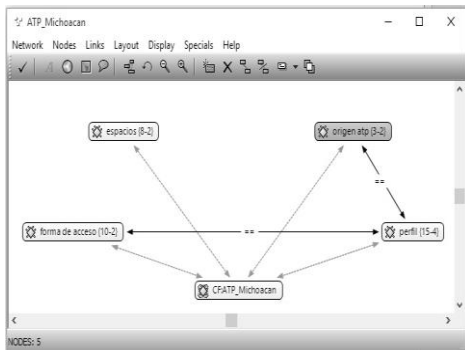 ATP_Michoacan
Network Nodes Links Layout Display Specials Help
espacios {8-2}
origen atp {3-2}
==
forma de acceso {10-2}
==
perfil {15-4}
CF:ATP_Michoacan
NODES: 5